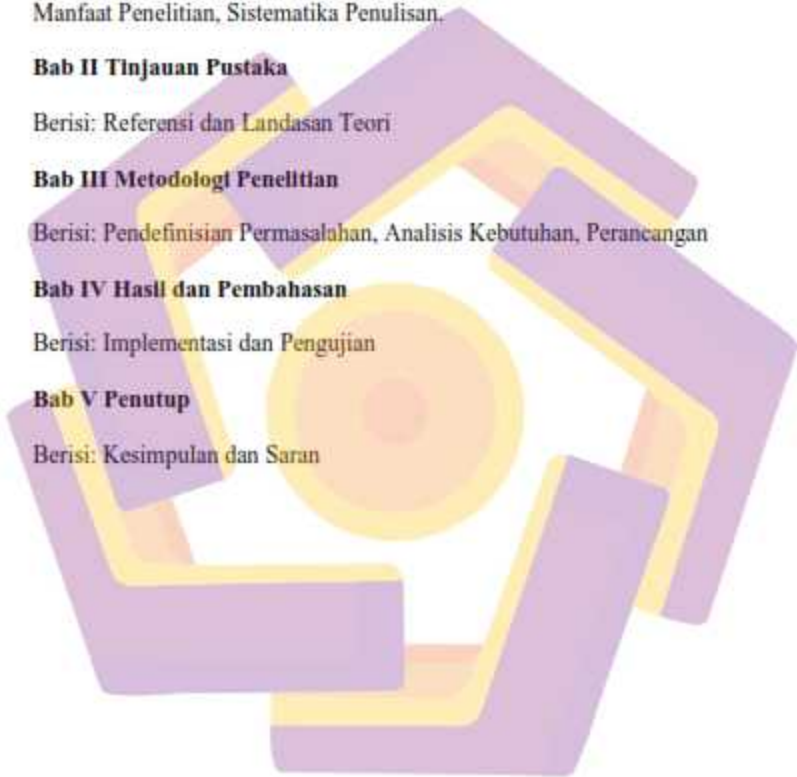 Manfaat Penelitian, Sistematika Penulisan.
Bab II Tinjauan Pustaka
Berisi: Referensi dan Landasan Teori
Bab III Metodologi Penelitian
Berisi: Pendefinisian Permasalahan, Analisis Kebutuhan, Perancangan
Bab IV Hasil dan Pembahasan
Berisi: Implementasi dan Pengujian
Bab V Penutup
Berisi: Kesimpulan dan Saran